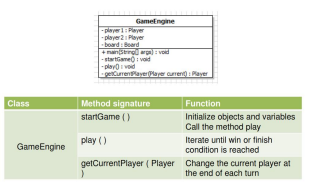 GameEngine
- player1 : Player
- player2 : Player
- board : Board
+ main(String[] args) : void
- startGame() : void
- play() : void
- getCurrentPlayer(Player current) : Player
Class Method signature Function
GameEngine
startGame ( ) Initialize objects and variables
Call the method play
play ( ) Iterate until win or finish
condition is reached
getCurrentPlayer ( Player Change the current player at
) the end of each turn